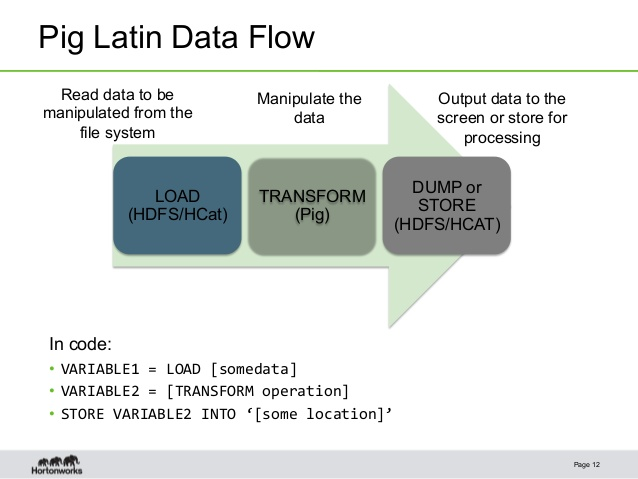 Pig Latin Data Flow
Read data to be
manipulated from the
file system
Manipulate the
data
Output data to the
screen or store for
processing
LOAD
(HDFS/HCat)
TRANSFORM
(Pig)
DUMP or
STORE
(HDFS/HCAT)
In code:
• VARIABLE1 = LOAD [somedata]
• VARIABLE2 = [TRANSFORM operation]
• STORE VARIABLE2 INTO ‘[some location]’
Hortonworks
Page 12